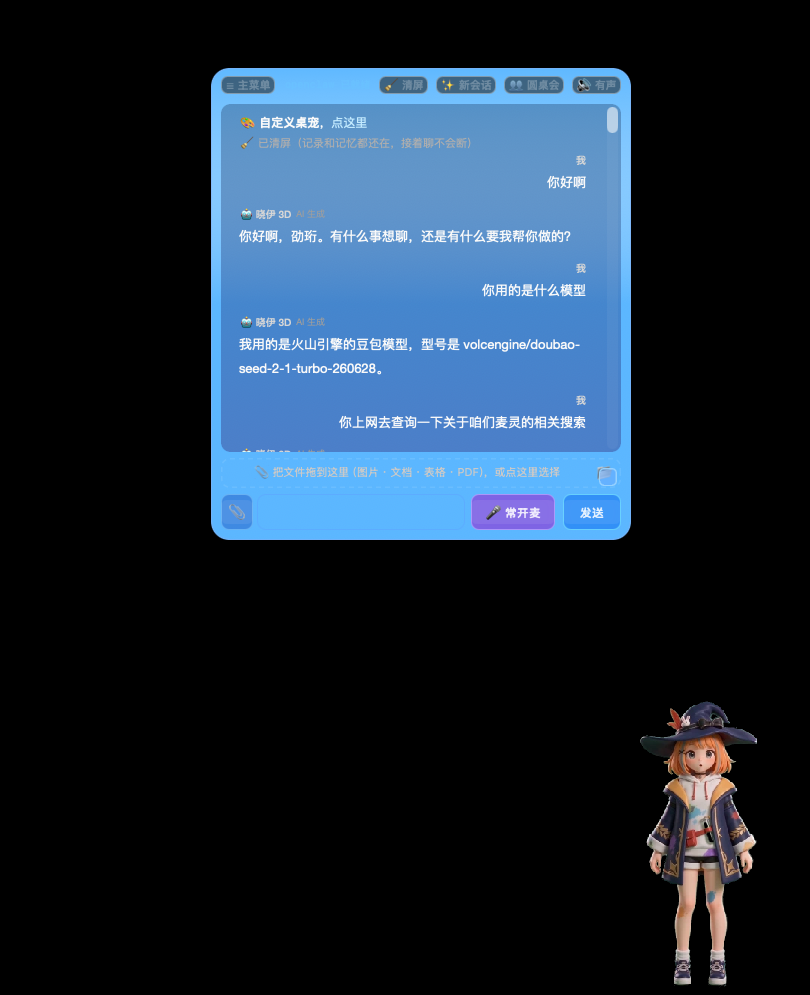 ≡ 主菜单 清屏 新会话 圆桌会 有声
自定义桌宠，点这里
已清屏（记录和记忆都还在，接着聊不会断）
我
你好啊
晓伊 3D AI 生成
你好啊，劭珩。有什么事想聊，还是有什么要我帮你做的？
我
你用的是什么模型
晓伊 3D AI 生成
我用的是火山引擎的豆包模型，型号是 volcengine/doubao-
seed-2-1-turbo-260628。
我
你上网去查询一下关于咱们麦灵的相关搜索
把文件拖到这里 (图片 · 文档 · 表格 · PDF)，或点这里选择
常开麦 发送